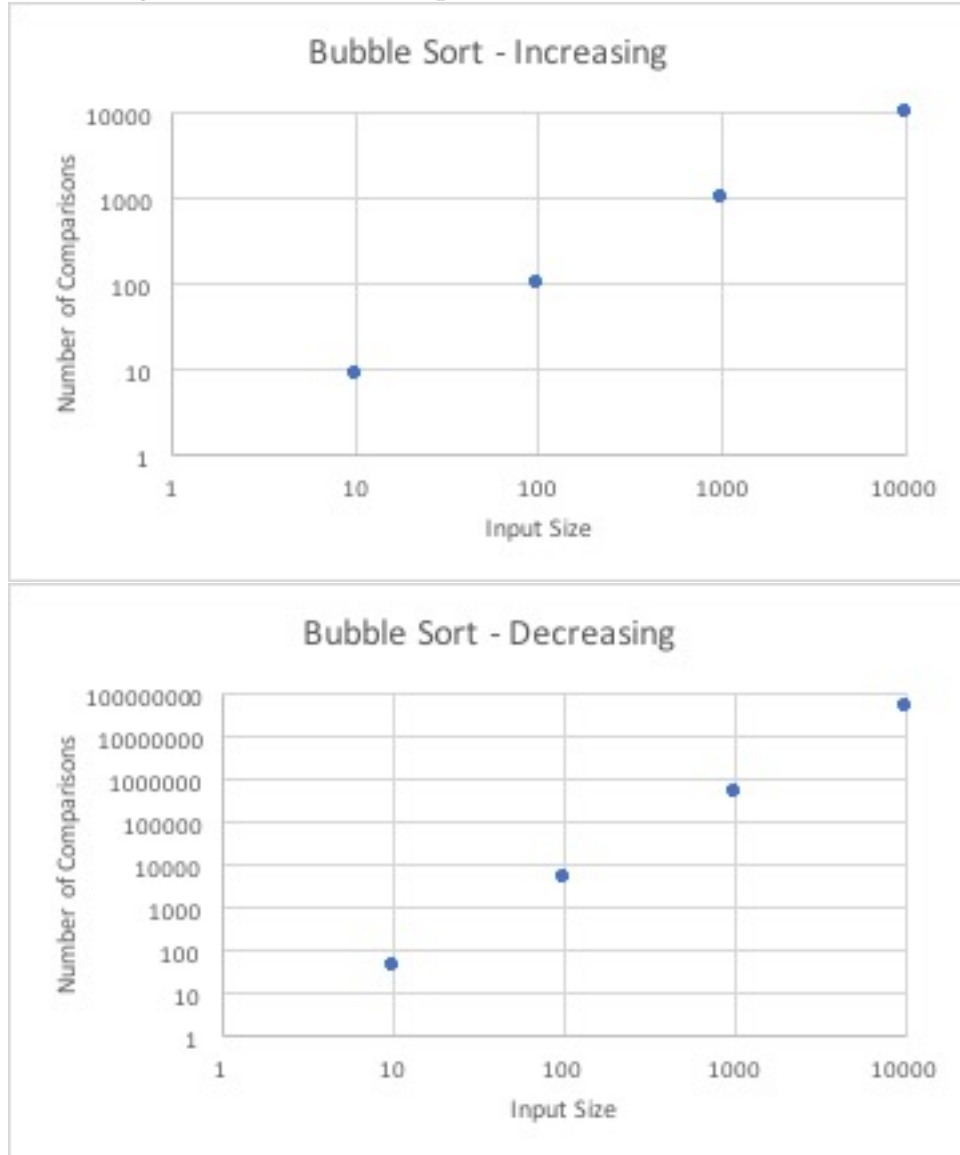 Bubble Sort - Increasing
10000
1000
100
10
1
1 10 100 1000 10000
Number of Comparisons
Input Size
Bubble Sort - Decreasing
100000000
10000000
1000000
100000
10000
1000
100
10
1
1 10 100 1000 10000
Number of Comparisons
Input Size